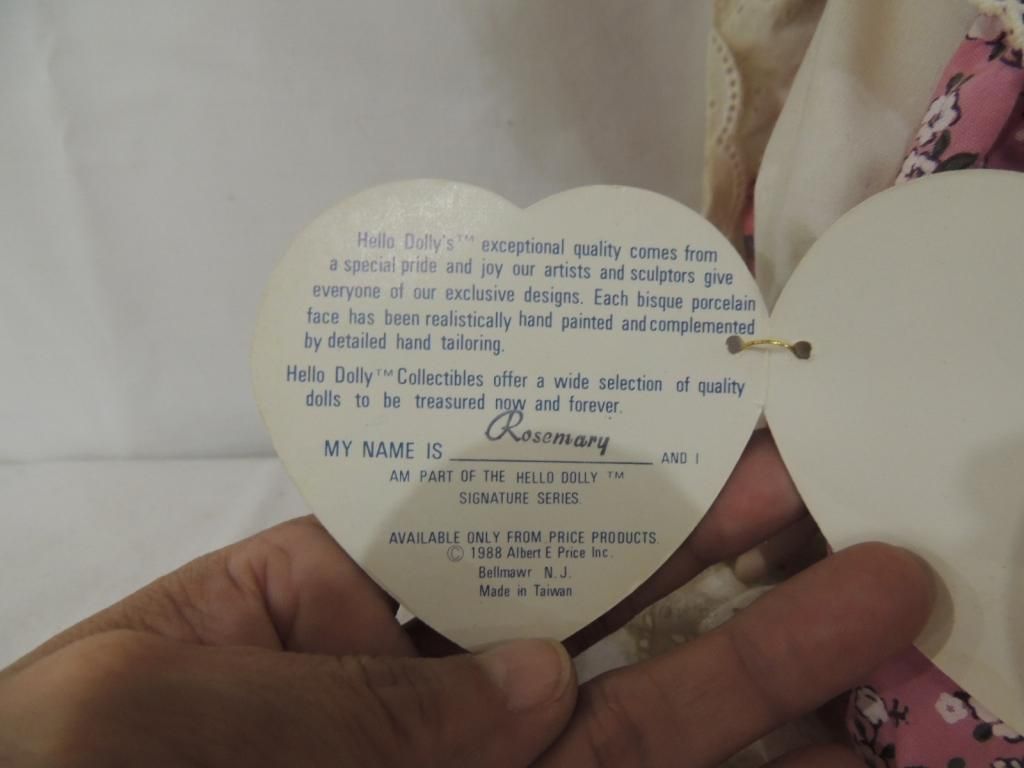 Hello Dolly's™ exceptional quality comes from
a special pride and joy our artists and sculptors give
everyone of our exclusive designs. Each bisque porcelain
face has been realistically hand painted and complemented
by detailed hand tailoring.
Hello Dolly™ Collectibles offer a wide selection of quality
dolls to be treasured now and forever.
MY NAME IS Rosemary AND I
AM PART OF THE HELLO DOLLY ™
SIGNATURE SERIES.
AVAILABLE ONLY FROM PRICE PRODUCTS.
© 1988 Albert E Price Inc.
Bellmawr N.J.
Made in Taiwan